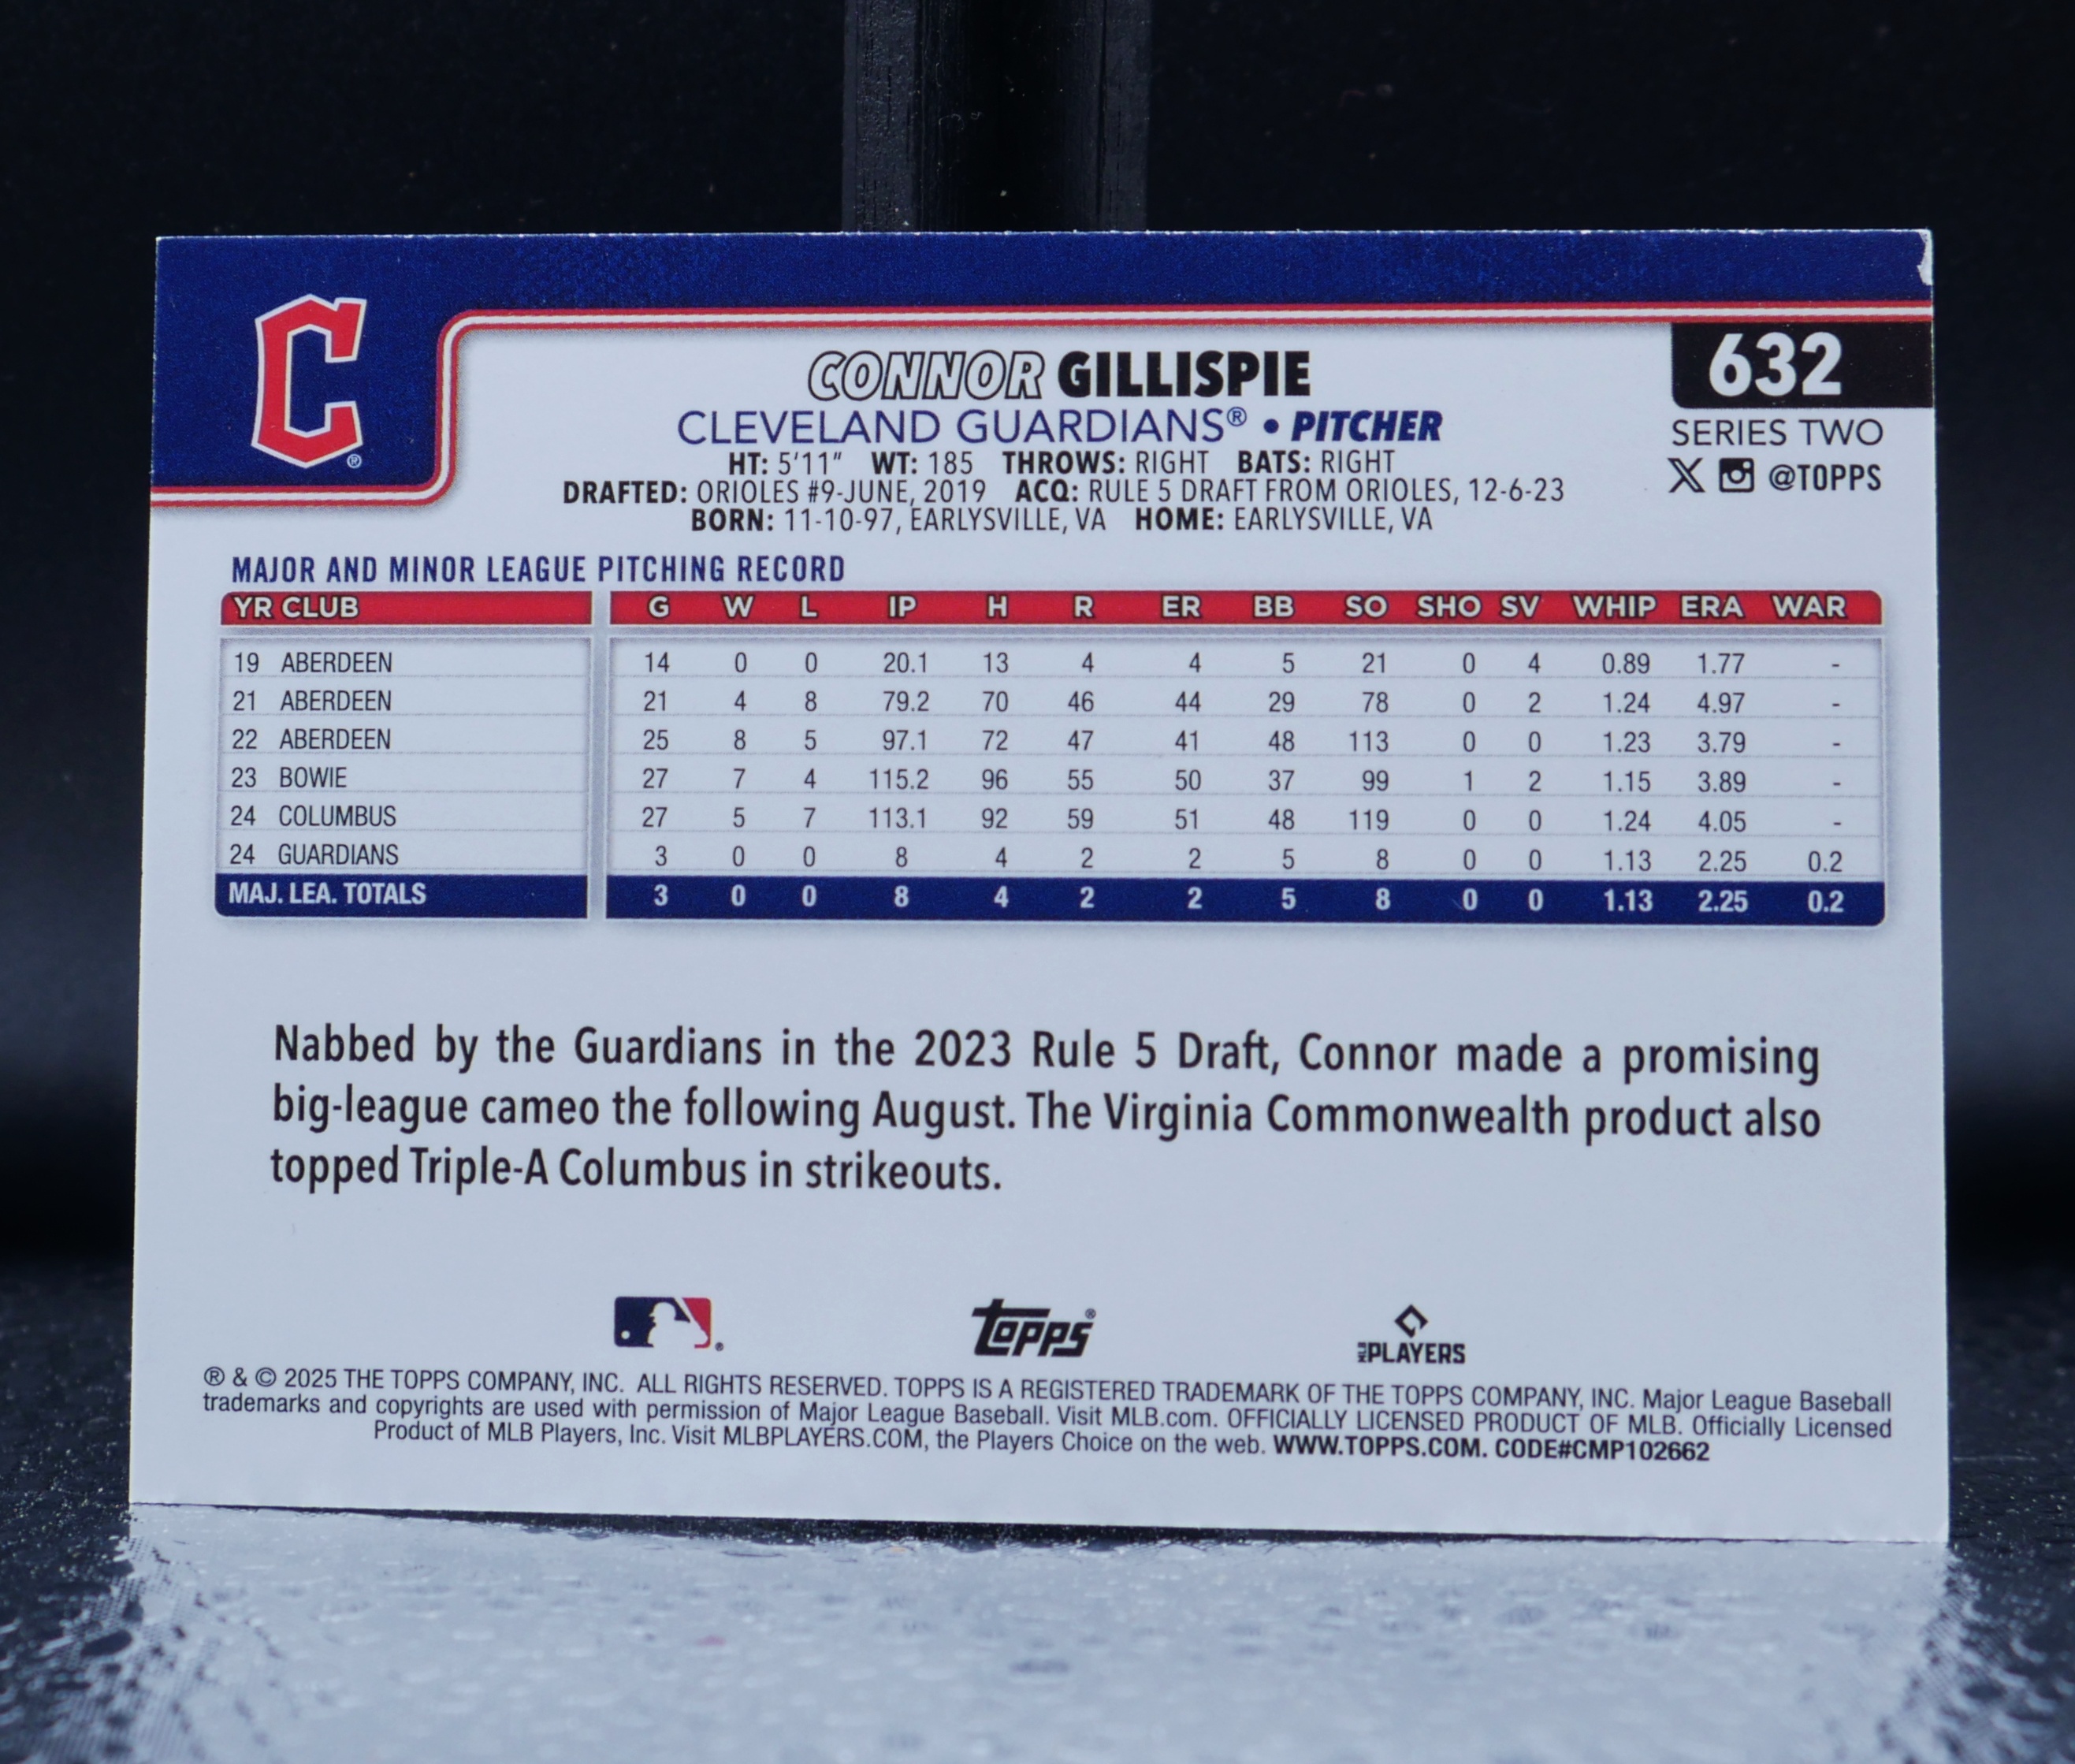 C®
CONNOR GILLISPIE
632
CLEVELAND GUARDIANS® • PITCHER
SERIES TWO
HT: 5'11" WT: 185 THROWS: RIGHT BATS: RIGHT
X @TOPPS
DRAFTED: ORIOLES #9-JUNE, 2019 ACQ: RULE 5 DRAFT FROM ORIOLES, 12-6-23
BORN: 11-10-97, EARLYSVILLE, VA HOME: EARLYSVILLE, VA
MAJOR AND MINOR LEAGUE PITCHING RECORD
YR CLUB G W L IP H R ER BB SO SHO SV WHIP ERA WAR
19 ABERDEEN 14 0 0 20.1 13 4 4 5 21 0 4 0.89 1.77 -
21 ABERDEEN 21 4 8 79.2 70 46 44 29 78 0 2 1.24 4.97 -
22 ABERDEEN 25 8 5 97.1 72 47 41 48 113 0 0 1.23 3.79 -
23 BOWIE 27 7 4 115.2 96 55 50 37 99 1 2 1.15 3.89 -
24 COLUMBUS 27 5 7 113.1 92 59 51 48 119 0 0 1.24 4.05 -
24 GUARDIANS 3 0 0 8 4 2 2 5 8 0 0 1.13 2.25 0.2
MAJ. LEA. TOTALS 3 0 0 8 4 2 2 5 8 0 0 1.13 2.25 0.2
Nabbed by the Guardians in the 2023 Rule 5 Draft, Connor made a promising
big-league cameo the following August. The Virginia Commonwealth product also
topped Triple-A Columbus in strikeouts.
topps®
MLB PLAYERS
® & © 2025 THE TOPPS COMPANY, INC. ALL RIGHTS RESERVED. TOPPS IS A REGISTERED TRADEMARK OF THE TOPPS COMPANY, INC. Major League Baseball
trademarks and copyrights are used with permission of Major League Baseball. Visit MLB.com. OFFICIALLY LICENSED PRODUCT OF MLB. Officially Licensed
Product of MLB Players, Inc. Visit MLBPLAYERS.COM, the Players Choice on the web. WWW.TOPPS.COM. CODE#CMP102662